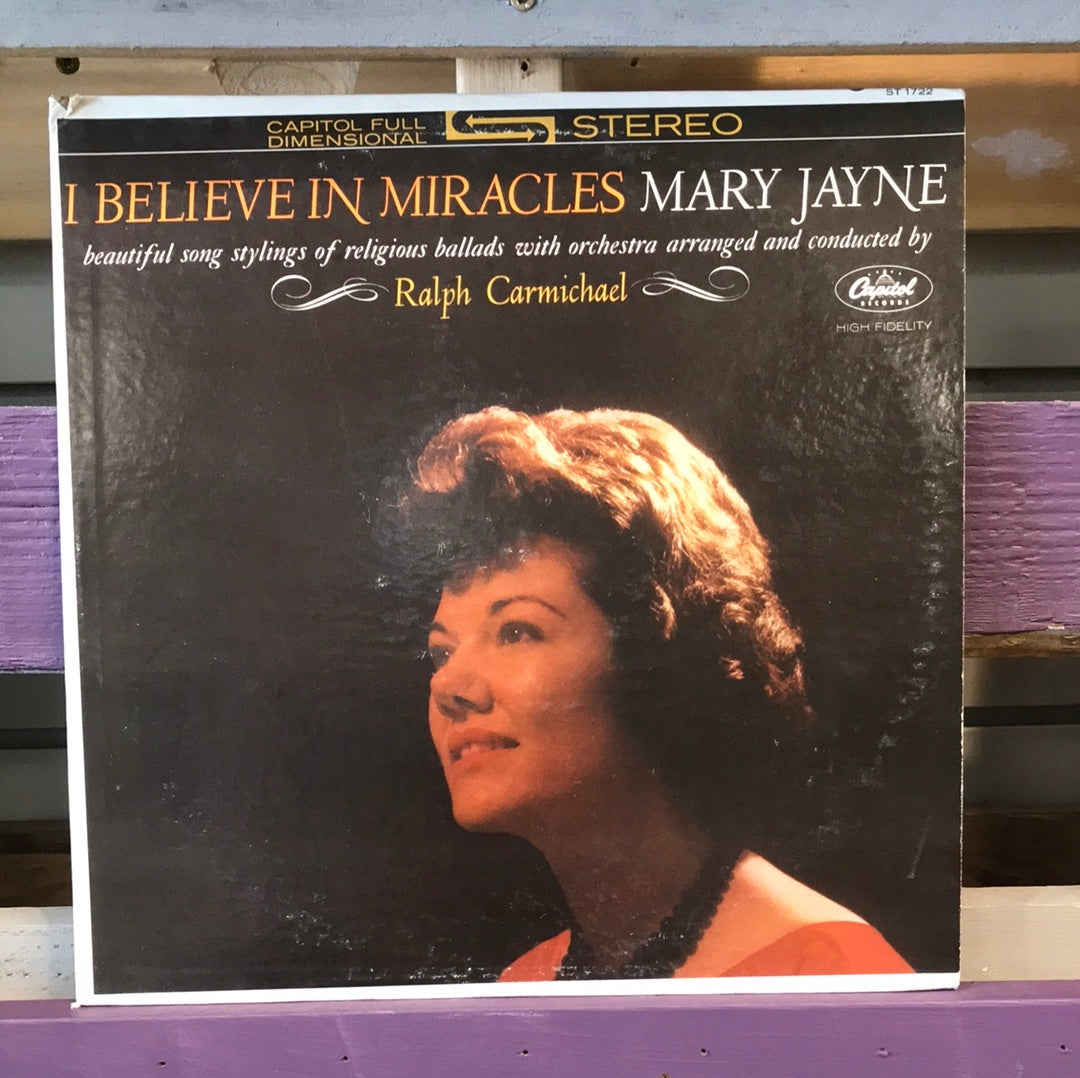 ST 1722
CAPITOL FULL
DIMENSIONAL
STEREO
I BELIEVE IN MIRACLES MARY JAYNE
beautiful song stylings of religious ballads with orchestra arranged and conducted by
Ralph Carmichael
Capitol
RECORDS
HIGH FIDELITY